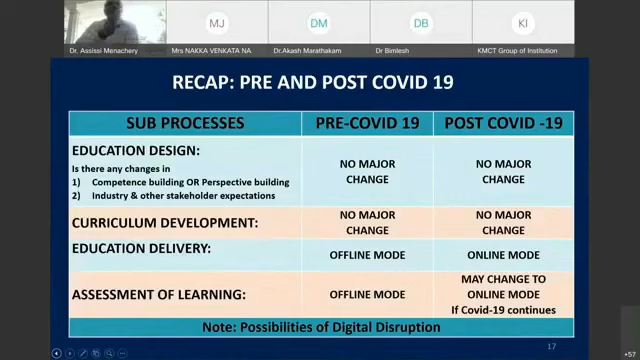 MJ
DM
DB
KI
Dr. Assissi Menachery
Mrs NAKKA VENKATA NA
Dr.Akash Marathakam
Dr Bimlesh
KMCT Group of Institution
RECAP: PRE AND POST COVID 19
SUB PROCESSES
PRE-COVID 19
POST COVID -19
EDUCATION DESIGN:
Is there any changes in
1) Competence building OR Perspective building
2) Industry & other stakeholder expectations
NO MAJOR
CHANGE
NO MAJOR
CHANGE
CURRICULUM DEVELOPMENT:
NO MAJOR
CHANGE
NO MAJOR
CHANGE
EDUCATION DELIVERY:
OFFLINE MODE
ONLINE MODE
ASSESSMENT OF LEARNING:
OFFLINE MODE
MAY CHANGE TO
ONLINE MODE
If Covid-19 continues
Note: Possibilities of Digital Disruption
17
+57